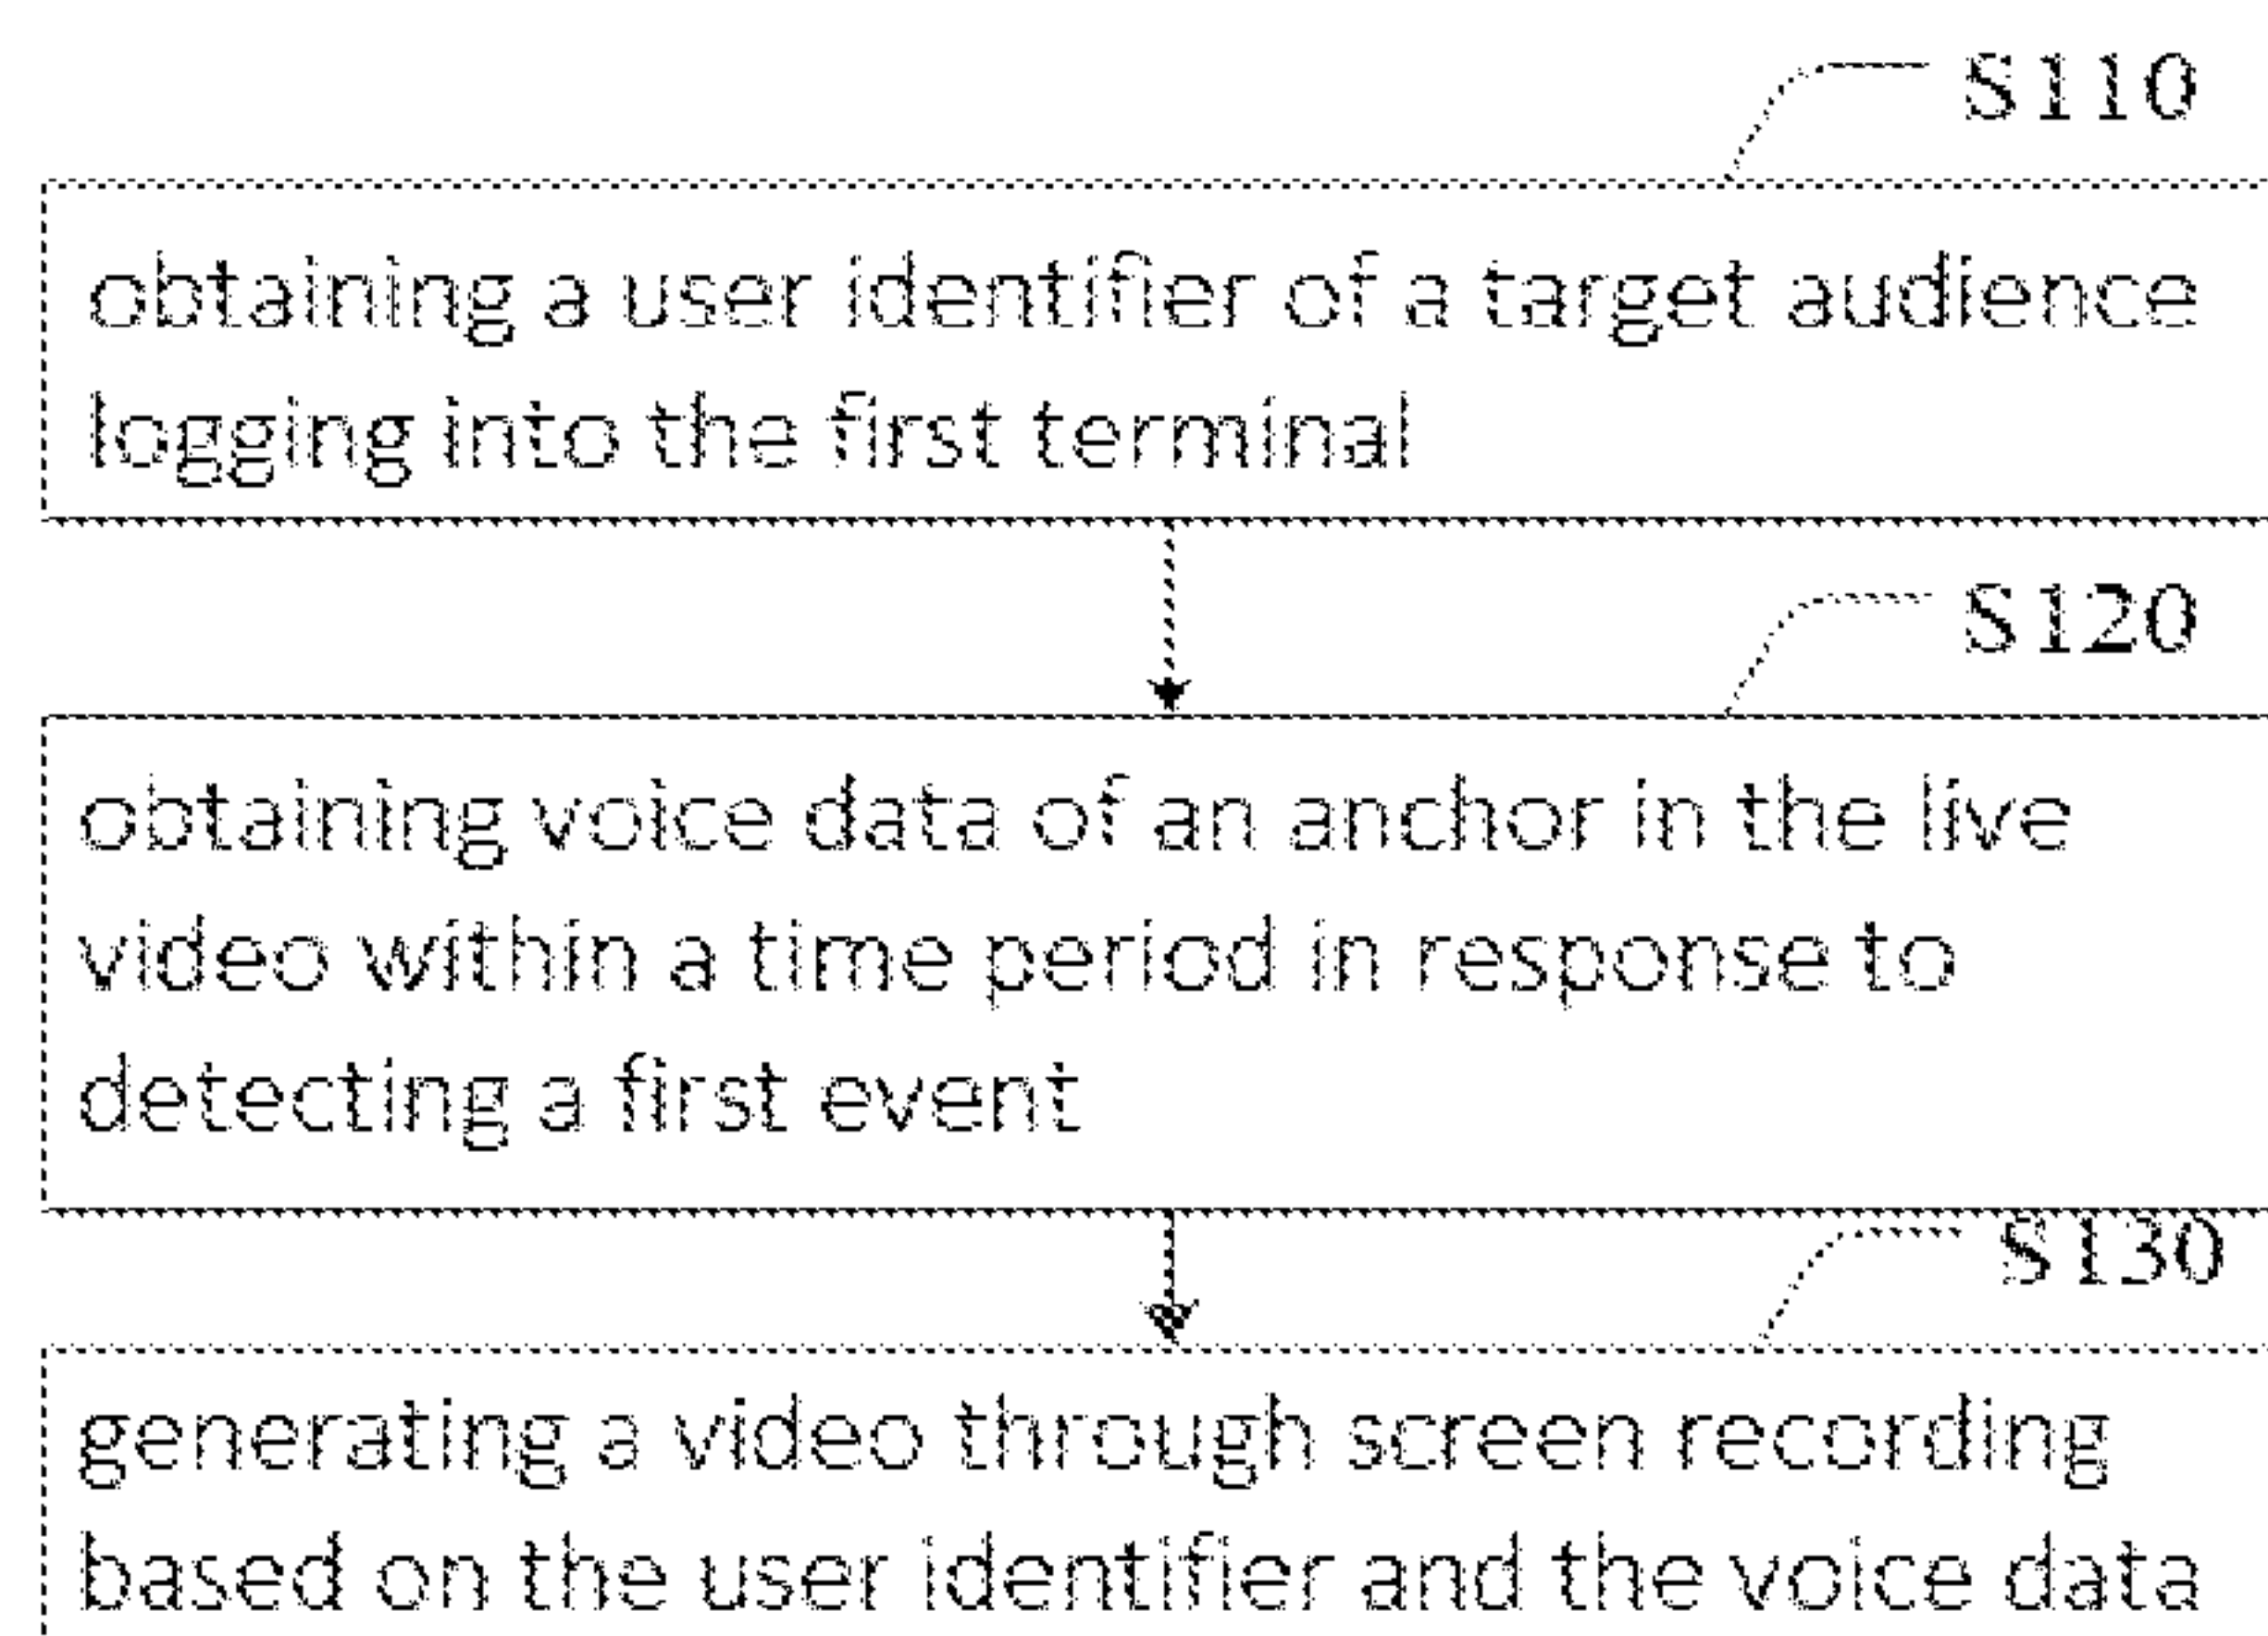 S110
obtaining a user identifier of a target audience
logging into the first terminal
S120
obtaining voice data of an anchor in the live
video within a time period in response to
detecting a first event
S130
generating a video through screen recording
based on the user identifier and the voice data